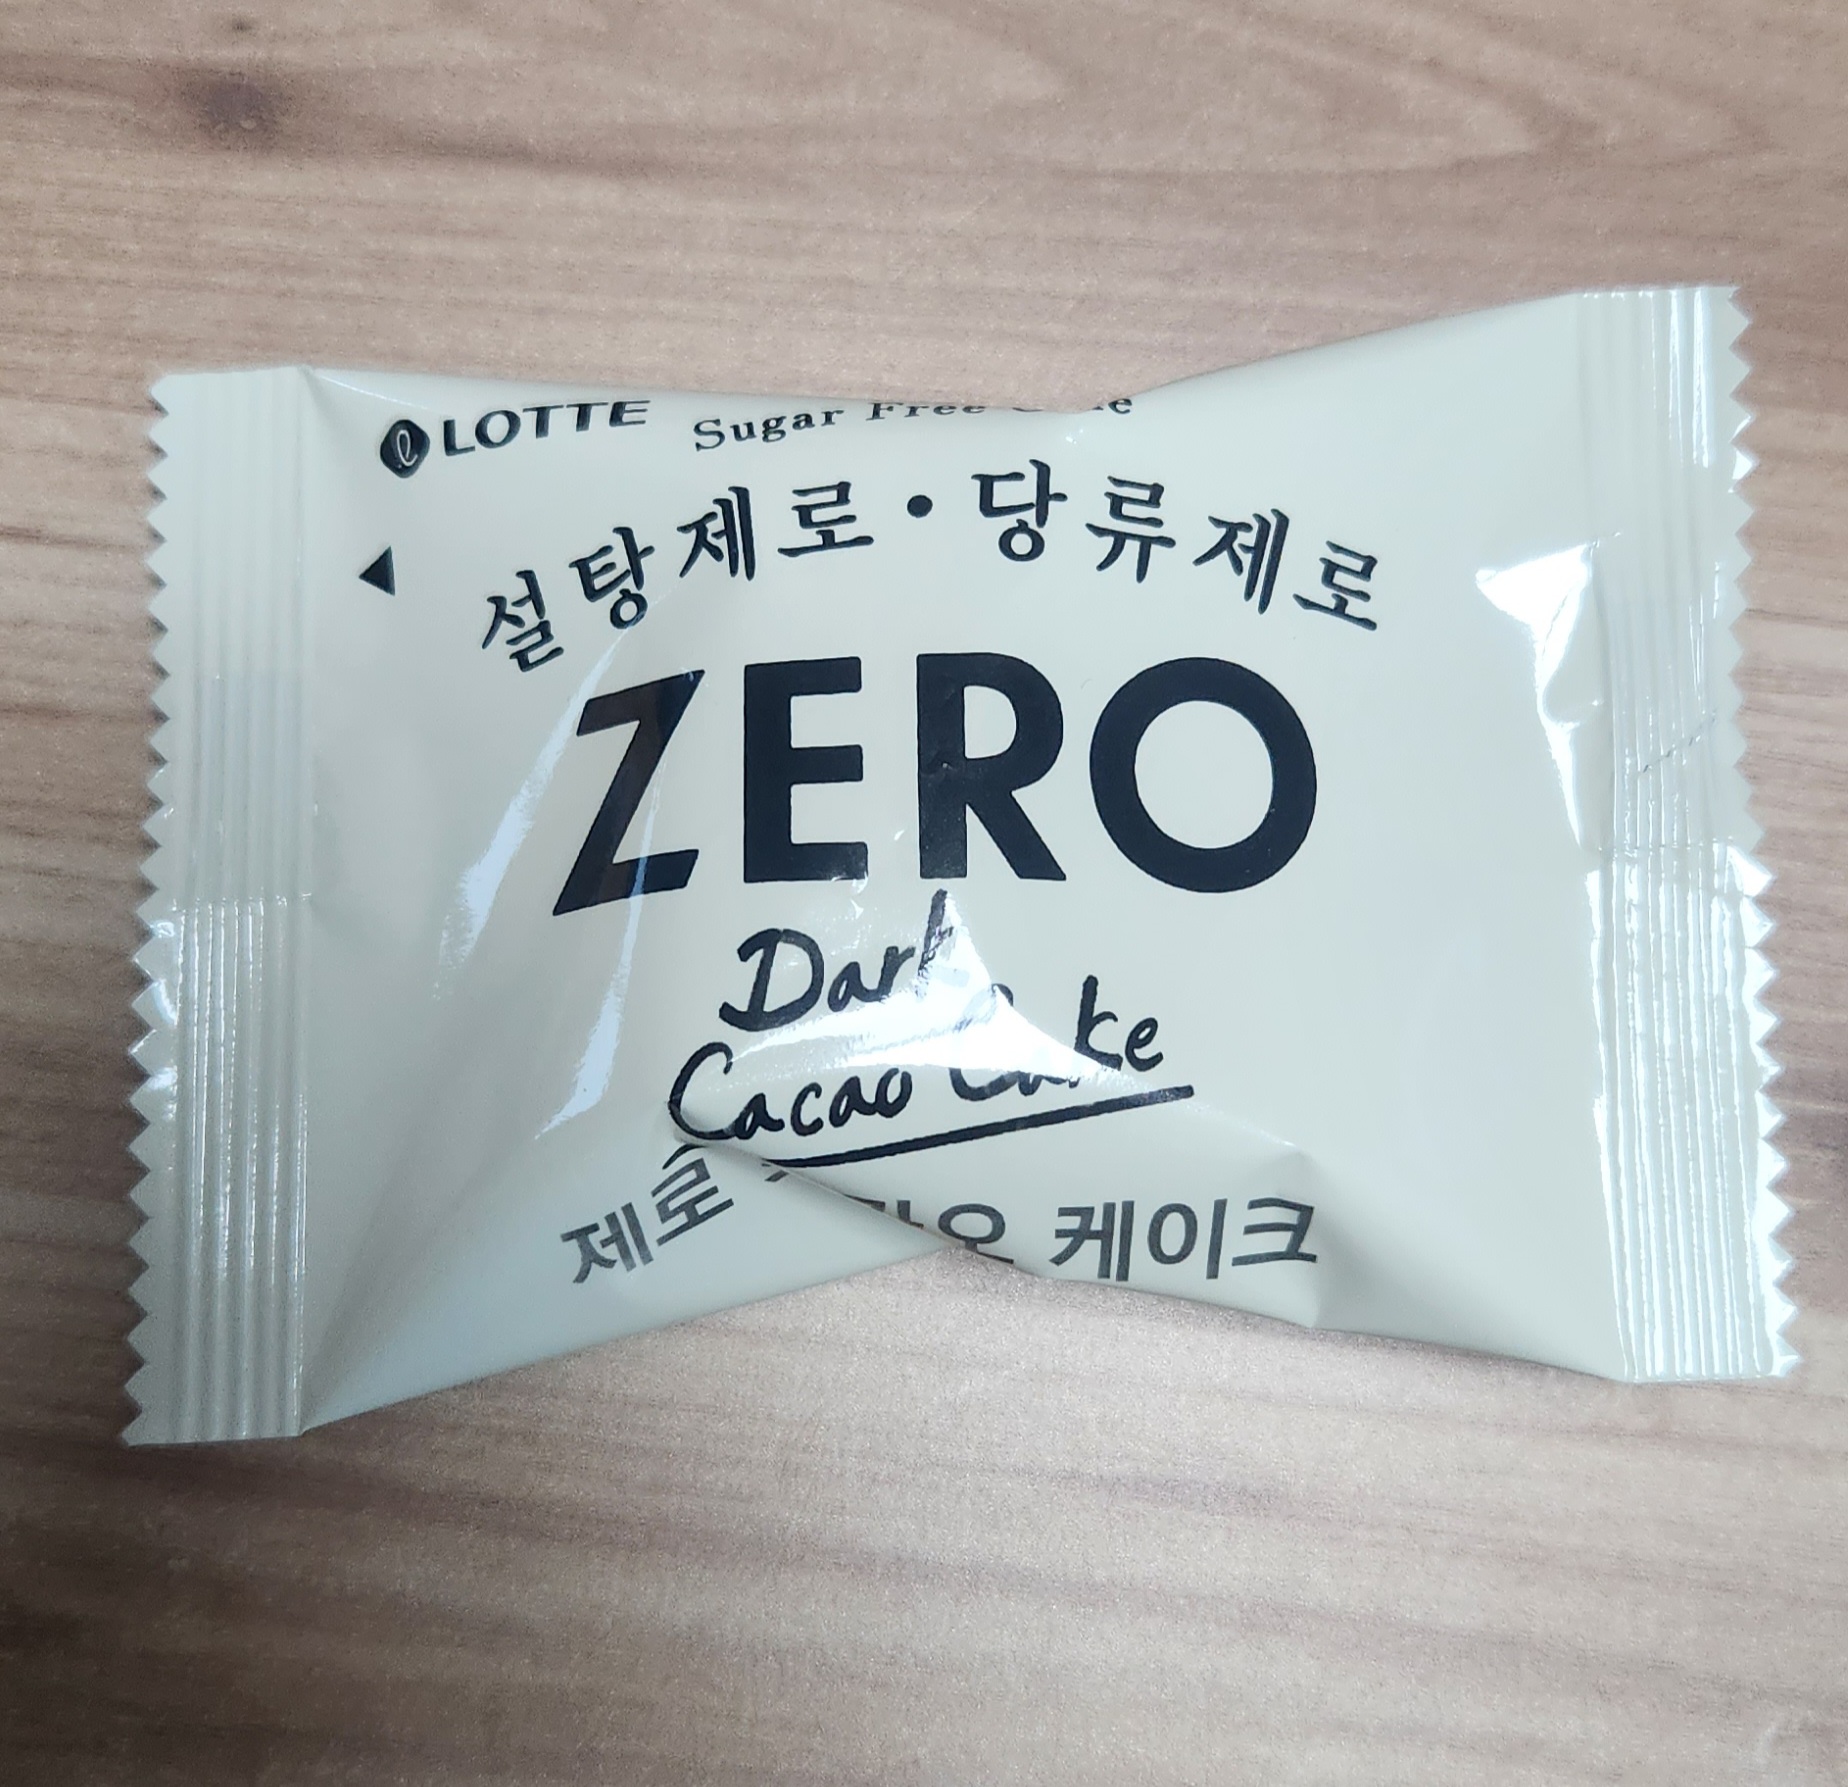 LOTTE Sugar Free
설탕제로•당류제로
ZERO
Dark
Cacao Cake
제로 케이크